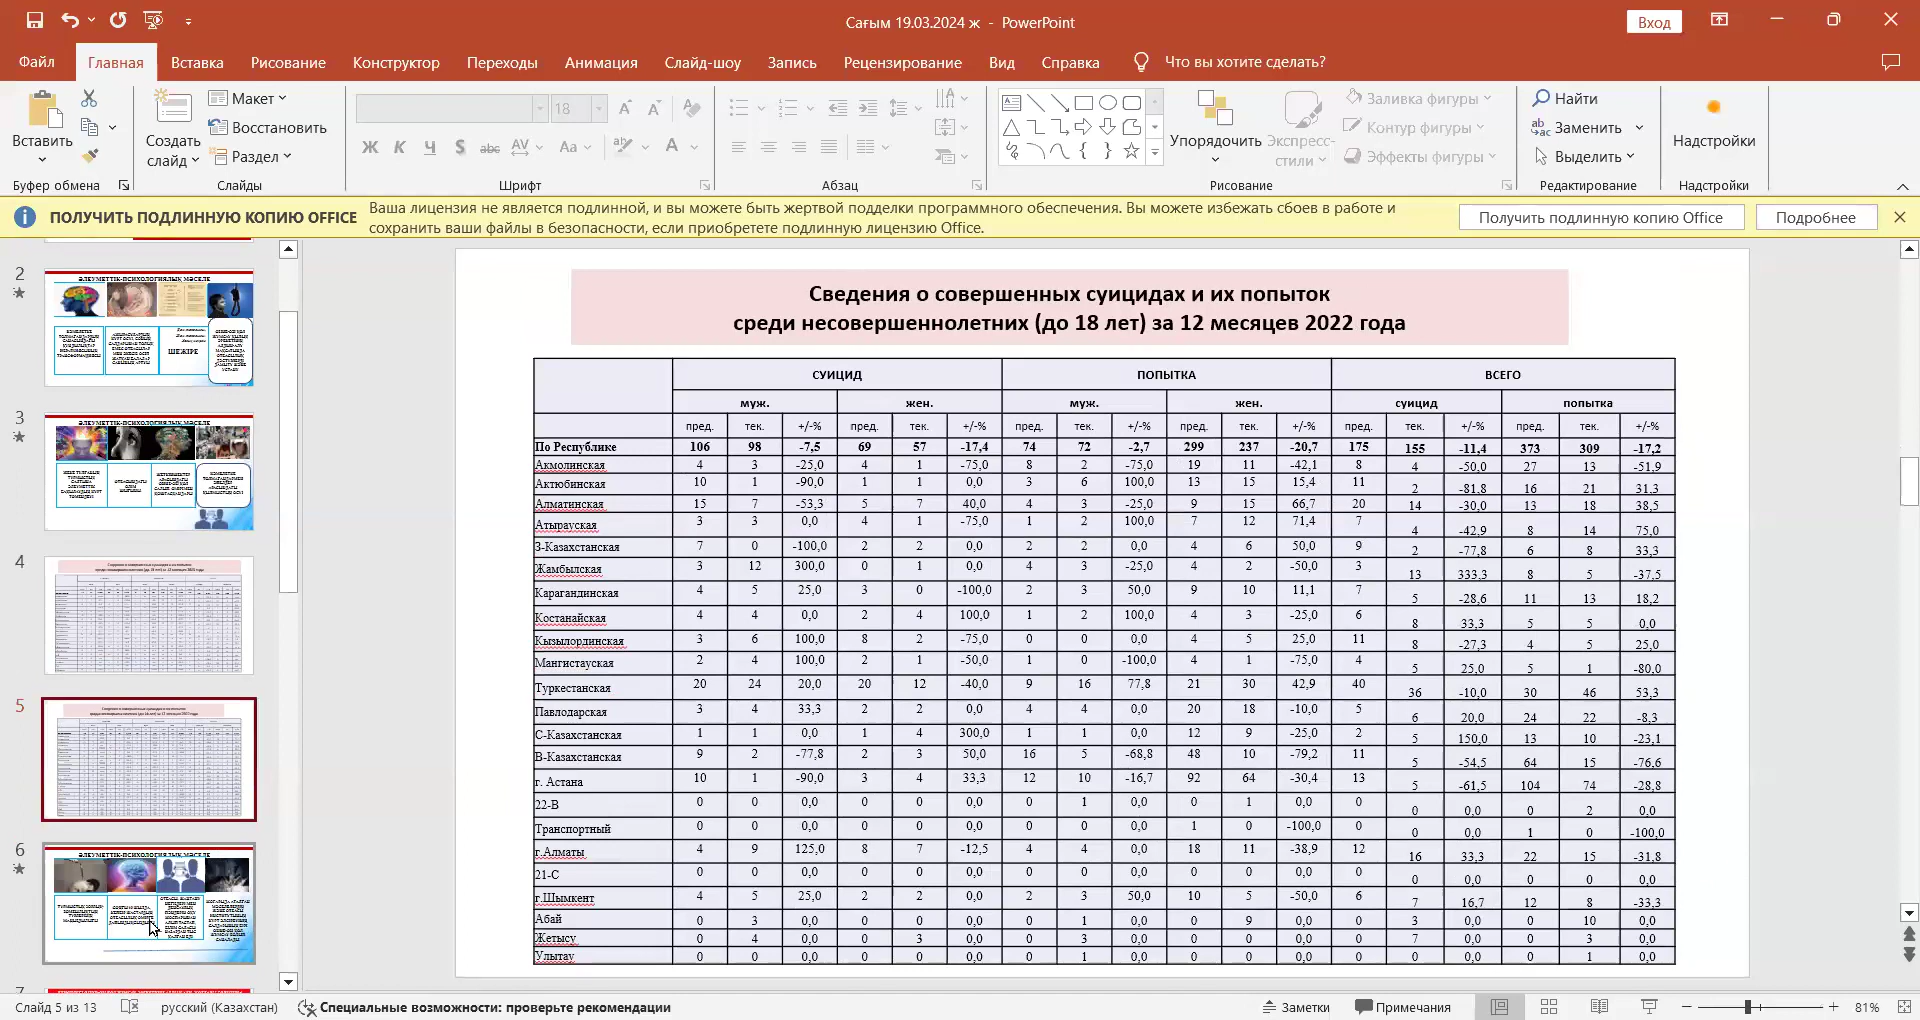 Сағым 19.03.2024 ж - PowerPoint
Вход
Файл Главная Вставка Рисование Конструктор Переходы Анимация Слайд-шоу Запись Рецензирование Вид Справка Что вы хотите сделать?
Вставить
Создать слайд
Макет
Восстановить
Раздел
18
Ж К Ч S abc AV Aa А
Упорядочить
Экспресс-стили
Заливка фигуры
Контур фигуры
Эффекты фигуры
Найти
Заменить
Выделить
Надстройки
Буфер обмена Слайды Шрифт Абзац Рисование Редактирование Надстройки
ПОЛУЧИТЬ ПОДЛИННУЮ КОПИЮ OFFICE
Ваша лицензия не является подлинной, и вы можете быть жертвой подделки программного обеспечения. Вы можете избежать сбоев в работе и
сохранить ваши файлы в безопасности, если приобретете подлинную лицензию Office.
Получить подлинную копию Office
Подробнее
2
ӘЛЕУМЕТТІК-ПСИХОЛОГИЯЛЫҚ МӘСЕЛЕ
ШЕЖІРЕ
3
ӘЛЕУМЕТТІК-ПСИХОЛОГИЯЛЫҚ МӘСЕЛЕ
4
5
6
ӘЛЕУМЕТТІК-ПСИХОЛОГИЯЛЫҚ МӘСЕЛЕ
7
Сведения о совершенных суицидах и их попыток
среди несовершеннолетних (до 18 лет) за 12 месяцев 2022 года
СУИЦИД ПОПЫТКА ВСЕГО
муж. жен. муж. жен. суицид попытка
пред. тек. +/-% пред. тек. +/-% пред. тек. +/-% пред. тек. +/-% пред. тек. +/-% пред. тек. +/-%
По Республике 106 98 -7,5 69 57 -17,4 74 72 -2,7 299 237 -20,7 175 155 -11,4 373 309 -17,2
Акмолинская 4 3 -25,0 4 1 -75,0 8 2 -75,0 19 11 -42,1 8 4 -50,0 27 13 -51,9
Актюбинская 10 1 -90,0 1 1 0,0 3 6 100,0 13 15 15,4 11 2 -81,8 16 21 31,3
Алматинская 15 7 -53,3 5 7 40,0 4 3 -25,0 9 15 66,7 20 14 -30,0 13 18 38,5
Атырауская 3 3 0,0 4 1 -75,0 1 2 100,0 7 12 71,4 7 4 -42,9 8 14 75,0
З-Казахстанская 7 0 -100,0 2 2 0,0 2 2 0,0 4 6 50,0 9 2 -77,8 6 8 33,3
Жамбылская 3 12 300,0 0 1 0,0 4 3 -25,0 4 2 -50,0 3 13 333,3 8 5 -37,5
Карагандинская 4 5 25,0 3 0 -100,0 2 3 50,0 9 10 11,1 7 5 -28,6 11 13 18,2
Костанайская 4 4 0,0 2 4 100,0 1 2 100,0 4 3 -25,0 6 8 33,3 5 5 0,0
Кызылординская 3 6 100,0 8 2 -75,0 0 0 0,0 4 5 25,0 11 8 -27,3 4 5 25,0
Мангистауская 2 4 100,0 2 1 -50,0 1 0 -100,0 4 1 -75,0 4 5 25,0 5 1 -80,0
Туркестанская 20 24 20,0 20 12 -40,0 9 16 77,8 21 30 42,9 40 36 -10,0 30 46 53,3
Павлодарская 3 4 33,3 2 2 0,0 4 4 0,0 20 18 -10,0 5 6 20,0 24 22 -8,3
С-Казахстанская 1 1 0,0 1 4 300,0 1 1 0,0 12 9 -25,0 2 5 150,0 13 10 -23,1
В-Казахстанская 9 2 -77,8 2 3 50,0 16 5 -68,8 48 10 -79,2 11 5 -54,5 64 15 -76,6
г. Астана 10 1 -90,0 3 4 33,3 12 10 -16,7 92 64 -30,4 13 5 -61,5 104 74 -28,8
22-В 0 0 0,0 0 0 0,0 0 1 0,0 0 1 0,0 0 0 0,0 0 2 0,0
Транспортный 0 0 0,0 0 0 0,0 0 0 0,0 1 0 -100,0 0 0 0,0 1 0 -100,0
г.Алматы 4 9 125,0 8 7 -12,5 4 4 0,0 18 11 -38,9 12 16 33,3 22 15 -31,8
21-С 0 0 0,0 0 0 0,0 0 0 0,0 0 0 0,0 0 0 0,0 0 0 0,0
г.Шымкент 4 5 25,0 2 2 0,0 2 3 50,0 10 5 -50,0 6 7 16,7 12 8 -33,3
Абай 0 3 0,0 0 0 0,0 0 1 0,0 0 9 0,0 0 3 0,0 0 10 0,0
Жетысу 0 4 0,0 0 3 0,0 0 3 0,0 0 0 0,0 0 7 0,0 0 3 0,0
Улытау 0 0 0,0 0 0 0,0 0 1 0,0 0 0 0,0 0 0 0,0 0 1 0,0
Слайд 5 из 13 русский (Казахстан) Специальные возможности: проверьте рекомендации Заметки Примечания 81%